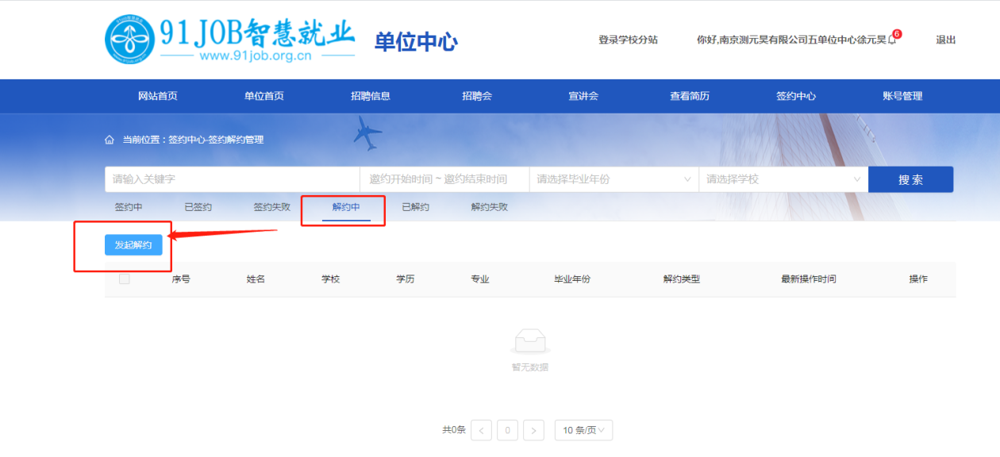 91JOB智慧就业
www.91job.org.cn
单位中心
登录学校分站
你好,南京测元昊有限公司五单位中心徐元昊
6
退出
网站首页 单位首页 招聘信息 招聘会 宣讲会 查看简历 签约中心 账号管理
当前位置：签约中心-签约解约管理
请输入关键字 邀约开始时间 ~ 邀约结束时间 请选择毕业年份 请选择学校 搜 索
签约中 已签约 签约失败 解约中 已解约 解约失败
发起解约
序号 姓名 学校 学历 专业 毕业年份 解约类型 最新操作时间 操作
暂无数据
共0条 < 0 > 10 条/页